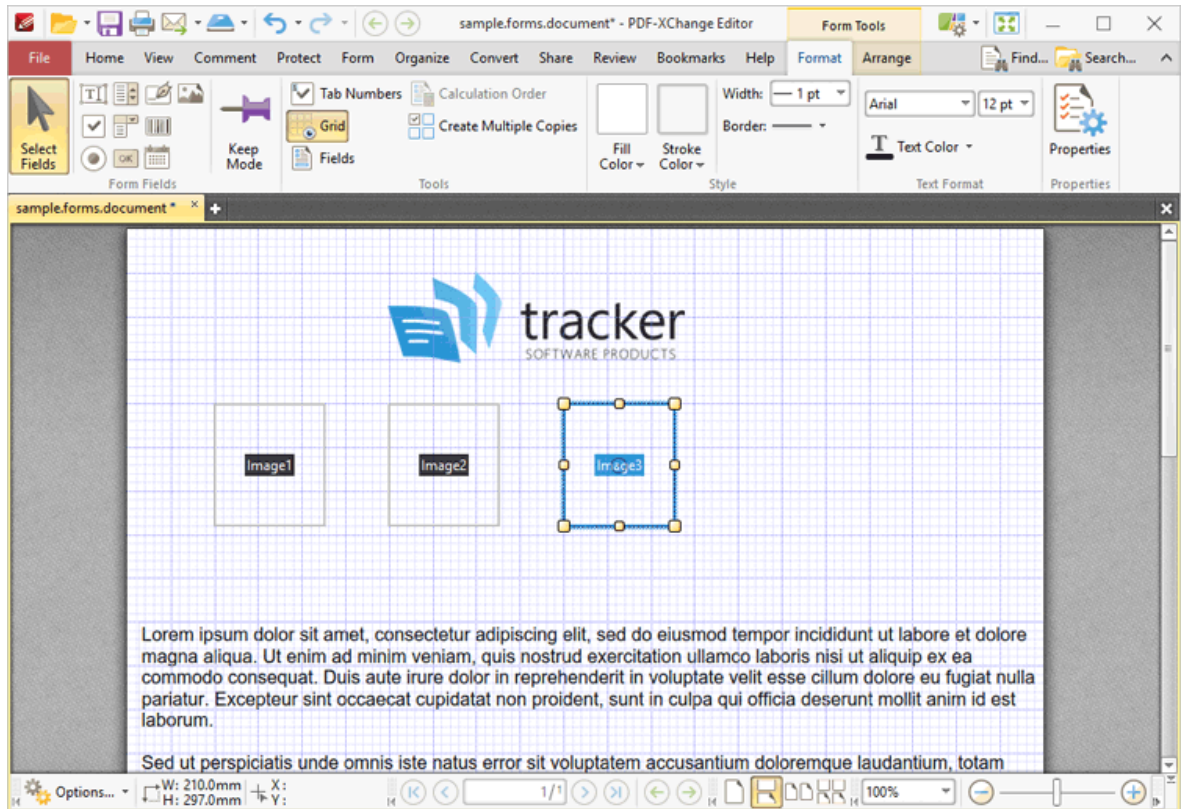 sample.forms.document* - PDF-XChange Editor
Form Tools
File Home View Comment Protect Form Organize Convert Share Review Bookmarks Help Format Arrange Find... Search...
Select Fields
OK
Form Fields
Keep Mode
Tab Numbers
Calculation Order
Grid
Create Multiple Copies
Fields
Tools
Fill Color
Stroke Color
Width: 1 pt
Border:
Style
Arial 12 pt
Text Color
Text Format
Properties
Properties
sample.forms.document *
tracker
SOFTWARE PRODUCTS
Image1 Image2 Image3
Lorem ipsum dolor sit amet, consectetur adipiscing elit, sed do eiusmod tempor incididunt ut labore et dolore
magna aliqua. Ut enim ad minim veniam, quis nostrud exercitation ullamco laboris nisi ut aliquip ex ea
commodo consequat. Duis aute irure dolor in reprehenderit in voluptate velit esse cillum dolore eu fugiat nulla
pariatur. Excepteur sint occaecat cupidatat non proident, sunt in culpa qui officia deserunt mollit anim id est
laborum.
Sed ut perspiciatis unde omnis iste natus error sit voluptatem accusantium doloremque laudantium, totam
Options...
W: 210.0mm X:
H: 297.0mm Y:
1/1
100%